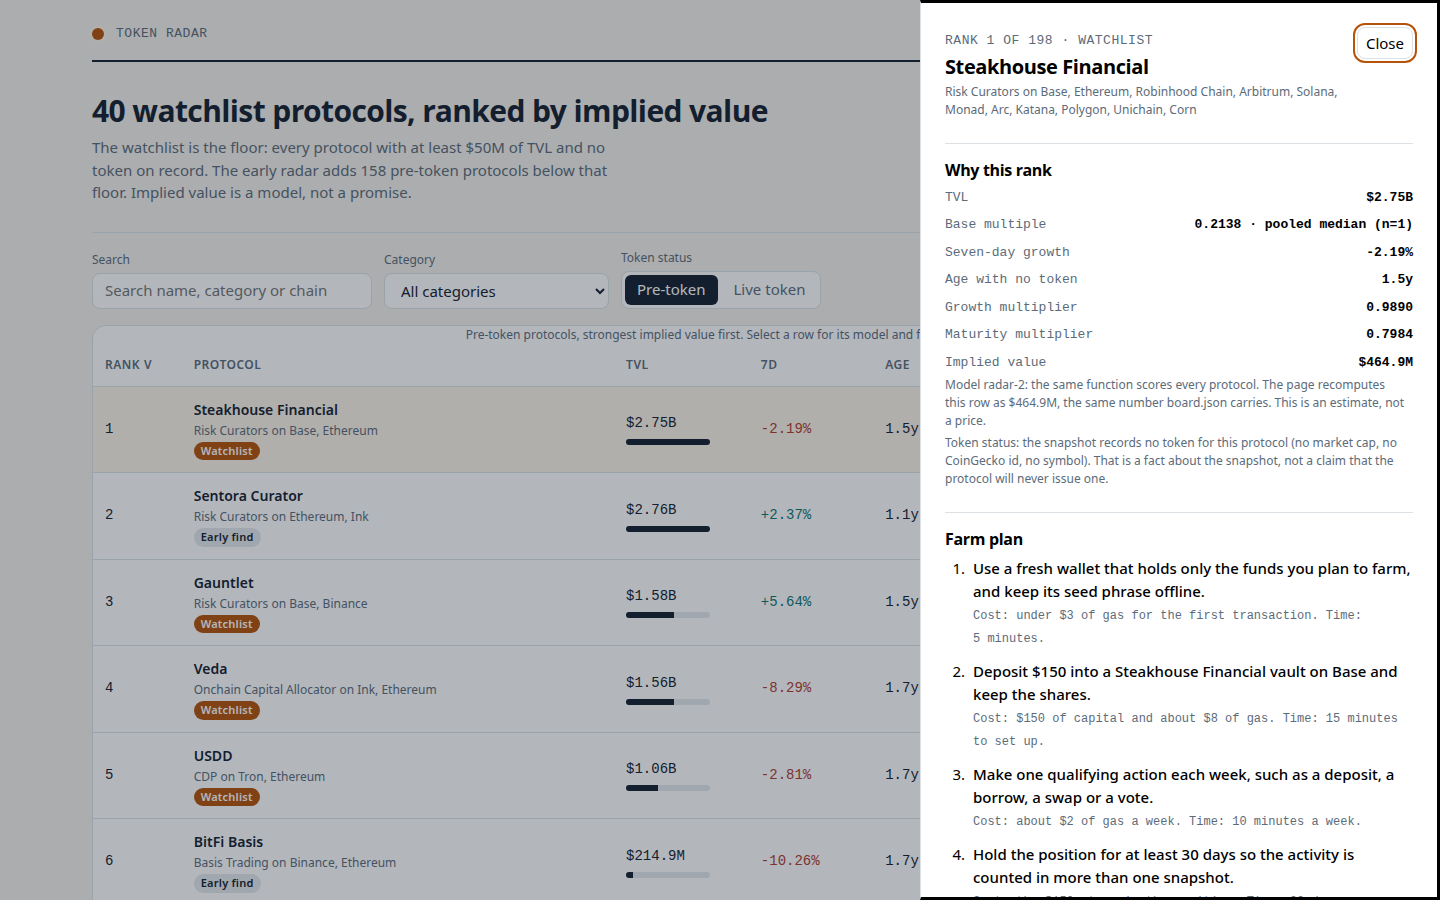 TOKEN RADAR
40 watchlist protocols, ranked by implied value
The watchlist is the floor: every protocol with at least $50M of TVL and no
token on record. The early radar adds 158 pre-token protocols below that
floor. Implied value is a model, not a promise.
Search
Category
Token status
Search name, category or chain
All categories
Pre-token
Live token
Pre-token protocols, strongest implied value first. Select a row for its model and f
RANK V
PROTOCOL
TVL
7D
AGE
1
Steakhouse Financial
Risk Curators on Base, Ethereum
Watchlist
$2.75B
-2.19%
1.5y
2
Sentora Curator
Risk Curators on Ethereum, Ink
Early find
$2.76B
+2.37%
1.1y
3
Gauntlet
Risk Curators on Base, Binance
Watchlist
$1.58B
+5.64%
1.5y
4
Veda
Onchain Capital Allocator on Ink, Ethereum
Watchlist
$1.56B
-8.29%
1.7y
5
USDD
CDP on Tron, Ethereum
Watchlist
$1.06B
-2.81%
1.7y
6
BitFi Basis
Basis Trading on Binance, Ethereum
Early find
$214.9M
-10.26%
1.7y
RANK 1 OF 198 · WATCHLIST
Close
Steakhouse Financial
Risk Curators on Base, Ethereum, Robinhood Chain, Arbitrum, Solana,
Monad, Arc, Katana, Polygon, Unichain, Corn
Why this rank
TVL $2.75B
Base multiple 0.2138 · pooled median (n=1)
Seven-day growth -2.19%
Age with no token 1.5y
Growth multiplier 0.9890
Maturity multiplier 0.7984
Implied value $464.9M
Model radar-2: the same function scores every protocol. The page recomputes
this row as $464.9M, the same number board.json carries. This is an estimate, not
a price.
Token status: the snapshot records no token for this protocol (no market cap, no
CoinGecko id, no symbol). That is a fact about the snapshot, not a claim that the
protocol will never issue one.
Farm plan
1. Use a fresh wallet that holds only the funds you plan to farm,
and keep its seed phrase offline.
Cost: under $3 of gas for the first transaction. Time:
5 minutes.
2. Deposit $150 into a Steakhouse Financial vault on Base and
keep the shares.
Cost: $150 of capital and about $8 of gas. Time: 15 minutes
to set up.
3. Make one qualifying action each week, such as a deposit, a
borrow, a swap or a vote.
Cost: about $2 of gas a week. Time: 10 minutes a week.
4. Hold the position for at least 30 days so the activity is
counted in more than one snapshot.